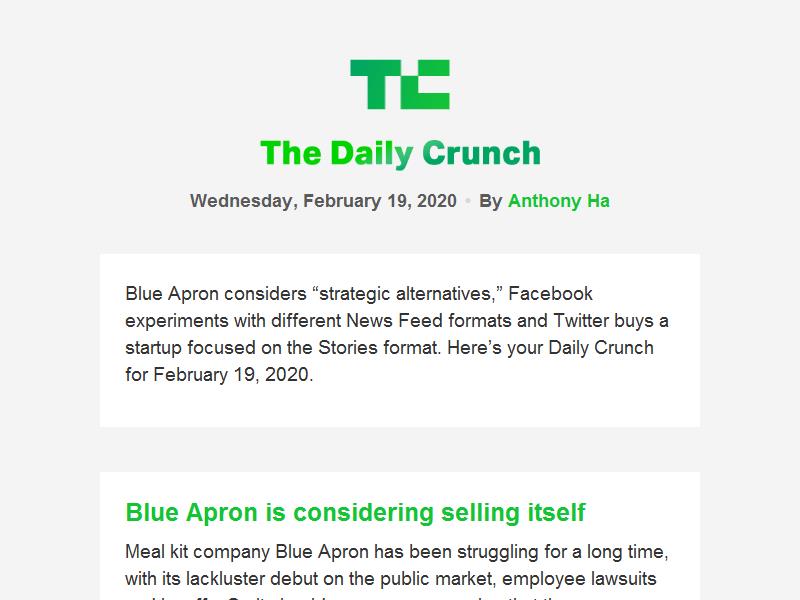 TC
The Daily Crunch
Wednesday, February 19, 2020 • By Anthony Ha
Blue Apron considers “strategic alternatives,” Facebook
experiments with different News Feed formats and Twitter buys a
startup focused on the Stories format. Here’s your Daily Crunch
for February 19, 2020.
Blue Apron is considering selling itself
Meal kit company Blue Apron has been struggling for a long time,
with its lackluster debut on the public market, employee lawsuits